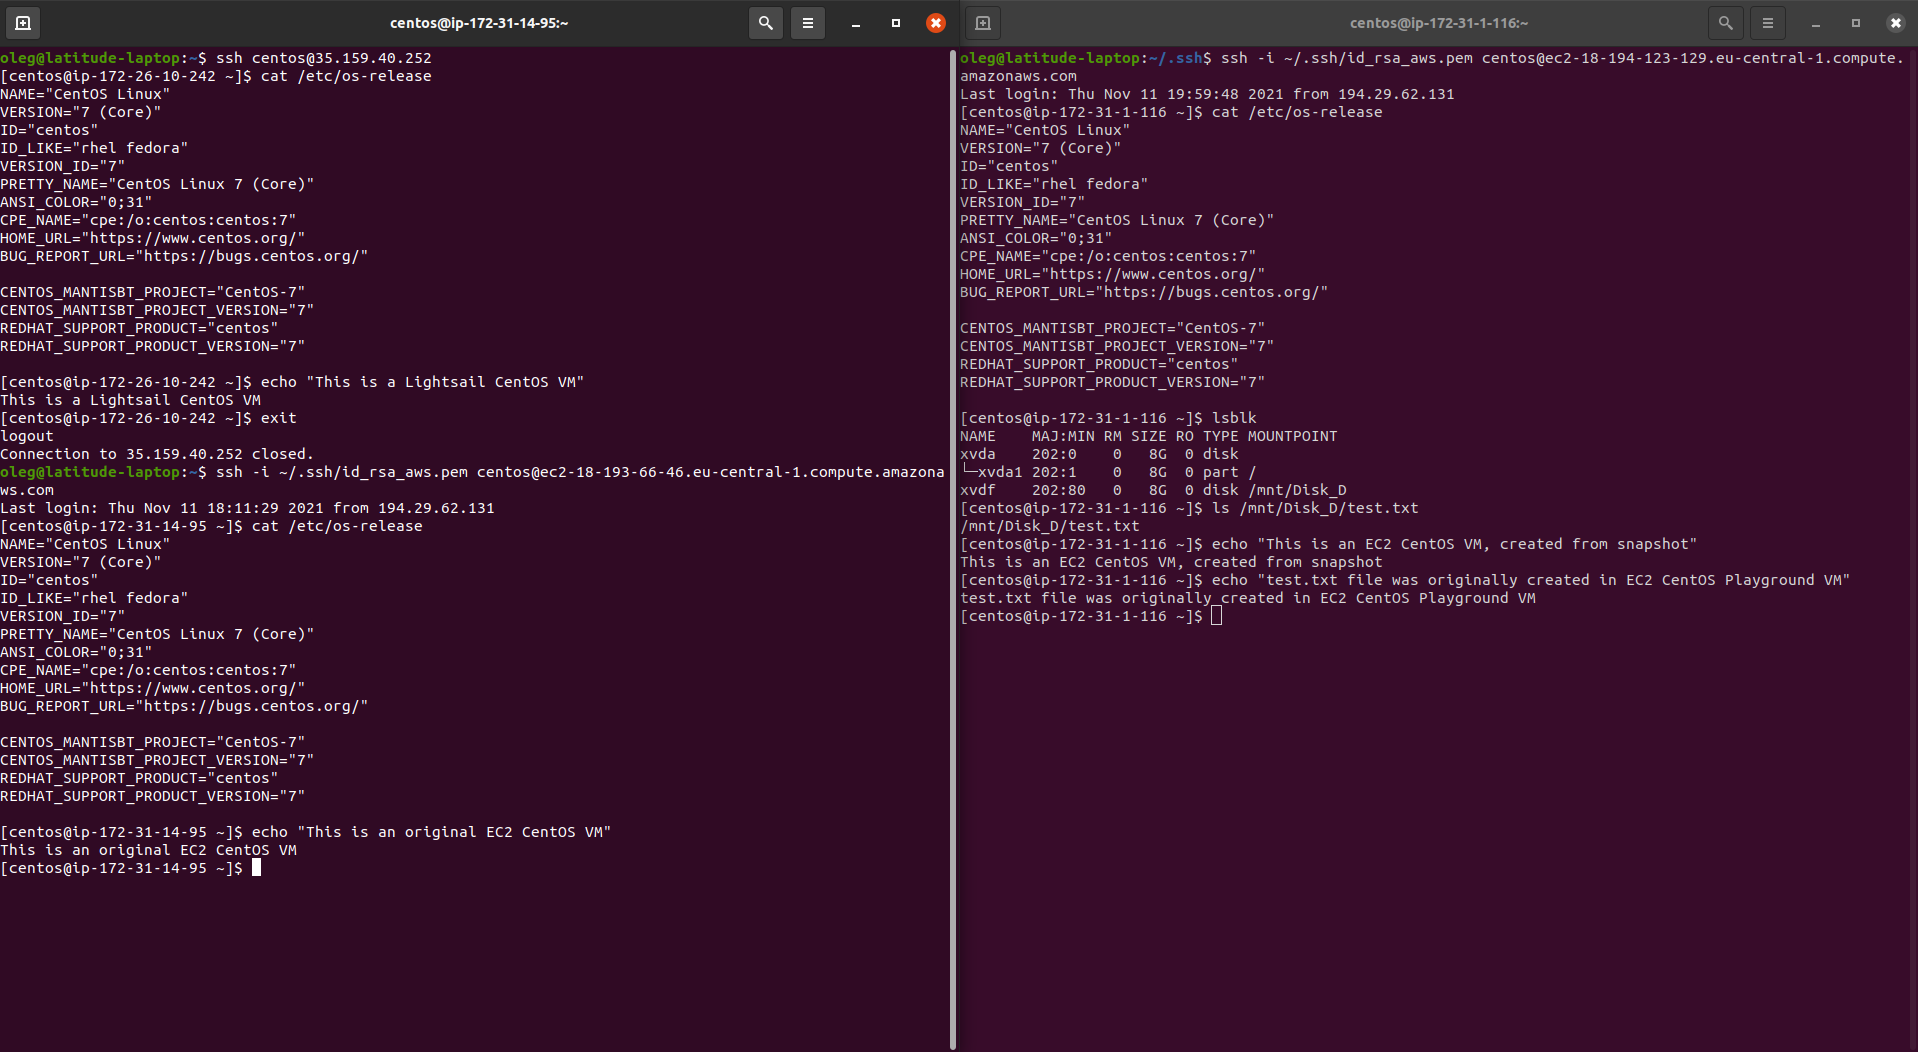 centos@ip-172-31-14-95:~
oleg@latitude-laptop:~$ ssh centos@35.159.40.252
[centos@ip-172-26-10-242 ~]$ cat /etc/os-release
NAME="CentOS Linux"
VERSION="7 (Core)"
ID="centos"
ID_LIKE="rhel fedora"
VERSION_ID="7"
PRETTY_NAME="CentOS Linux 7 (Core)"
ANSI_COLOR="0;31"
CPE_NAME="cpe:/o:centos:centos:7"
HOME_URL="https://www.centos.org/"
BUG_REPORT_URL="https://bugs.centos.org/"

CENTOS_MANTISBT_PROJECT="CentOS-7"
CENTOS_MANTISBT_PROJECT_VERSION="7"
REDHAT_SUPPORT_PRODUCT="centos"
REDHAT_SUPPORT_PRODUCT_VERSION="7"

[centos@ip-172-26-10-242 ~]$ echo "This is a Lightsail CentOS VM"
This is a Lightsail CentOS VM
[centos@ip-172-26-10-242 ~]$ exit
logout
Connection to 35.159.40.252 closed.
oleg@latitude-laptop:~$ ssh -i ~/.ssh/id_rsa_aws.pem centos@ec2-18-193-66-46.eu-central-1.compute.amazona
ws.com
Last login: Thu Nov 11 18:11:29 2021 from 194.29.62.131
[centos@ip-172-31-14-95 ~]$ cat /etc/os-release
NAME="CentOS Linux"
VERSION="7 (Core)"
ID="centos"
ID_LIKE="rhel fedora"
VERSION_ID="7"
PRETTY_NAME="CentOS Linux 7 (Core)"
ANSI_COLOR="0;31"
CPE_NAME="cpe:/o:centos:centos:7"
HOME_URL="https://www.centos.org/"
BUG_REPORT_URL="https://bugs.centos.org/"

CENTOS_MANTISBT_PROJECT="CentOS-7"
CENTOS_MANTISBT_PROJECT_VERSION="7"
REDHAT_SUPPORT_PRODUCT="centos"
REDHAT_SUPPORT_PRODUCT_VERSION="7"

[centos@ip-172-31-14-95 ~]$ echo "This is an original EC2 CentOS VM"
This is an original EC2 CentOS VM
[centos@ip-172-31-14-95 ~]$
centos@ip-172-31-1-116:~
oleg@latitude-laptop:~/.ssh$ ssh -i ~/.ssh/id_rsa_aws.pem centos@ec2-18-194-123-129.eu-central-1.compute.
amazonaws.com
Last login: Thu Nov 11 19:59:48 2021 from 194.29.62.131
[centos@ip-172-31-1-116 ~]$ cat /etc/os-release
NAME="CentOS Linux"
VERSION="7 (Core)"
ID="centos"
ID_LIKE="rhel fedora"
VERSION_ID="7"
PRETTY_NAME="CentOS Linux 7 (Core)"
ANSI_COLOR="0;31"
CPE_NAME="cpe:/o:centos:centos:7"
HOME_URL="https://www.centos.org/"
BUG_REPORT_URL="https://bugs.centos.org/"

CENTOS_MANTISBT_PROJECT="CentOS-7"
CENTOS_MANTISBT_PROJECT_VERSION="7"
REDHAT_SUPPORT_PRODUCT="centos"
REDHAT_SUPPORT_PRODUCT_VERSION="7"

[centos@ip-172-31-1-116 ~]$ lsblk
NAME    MAJ:MIN RM SIZE RO TYPE MOUNTPOINT
xvda    202:0    0   8G  0 disk
└─xvda1 202:1    0   8G  0 part /
xvdf    202:80   0   8G  0 disk /mnt/Disk_D
[centos@ip-172-31-1-116 ~]$ ls /mnt/Disk_D/test.txt
/mnt/Disk_D/test.txt
[centos@ip-172-31-1-116 ~]$ echo "This is an EC2 CentOS VM, created from snapshot"
This is an EC2 CentOS VM, created from snapshot
[centos@ip-172-31-1-116 ~]$ echo "test.txt file was originally created in EC2 CentOS Playground VM"
test.txt file was originally created in EC2 CentOS Playground VM
[centos@ip-172-31-1-116 ~]$